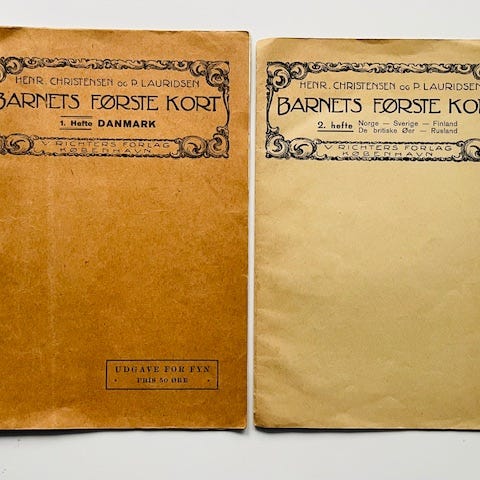 HENR. CHRISTENSEN OG P. LAURIDSEN
BARNETS FØRSTE KORT
1. Hefte DANMARK
V. RICHTERS FORLAG
KØBENHAVN
UDGAVE FOR FYN
PRIS 50 ØRE
HENR. CHRISTENSEN OG P. LAURIDSEN
BARNETS FØRSTE KO
2. hefte Norge — Sverige — Finland
De britiske Øer — Rusland
V. RICHTERS FORLAG
KØBENHAVN